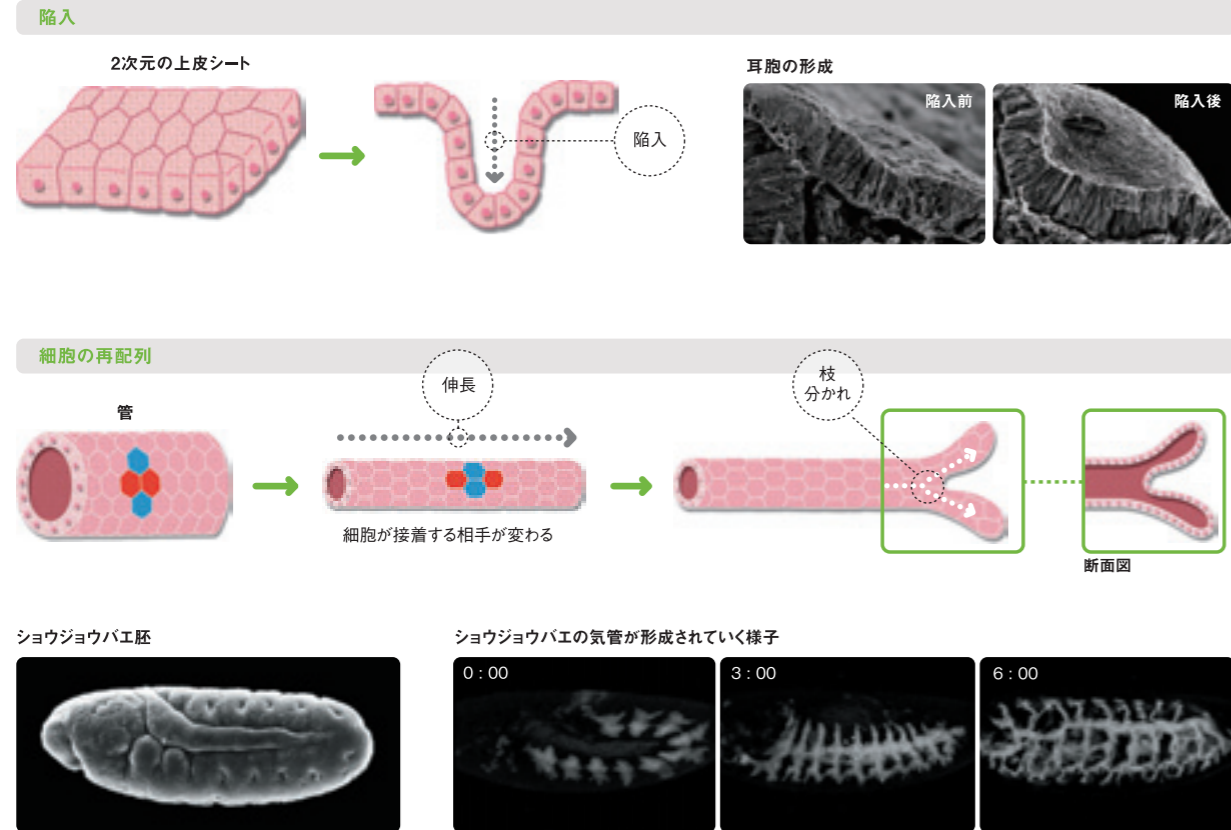 陥入
2次元の上皮シート
陥入
耳胞の形成
陥入前
陥入後
細胞の再配列
管
伸長
細胞が接着する相手が変わる
枝
分かれ
断面図
ショウジョウバエ胚
ショウジョウバエの気管が形成されていく様子
0:00
3:00
6:00